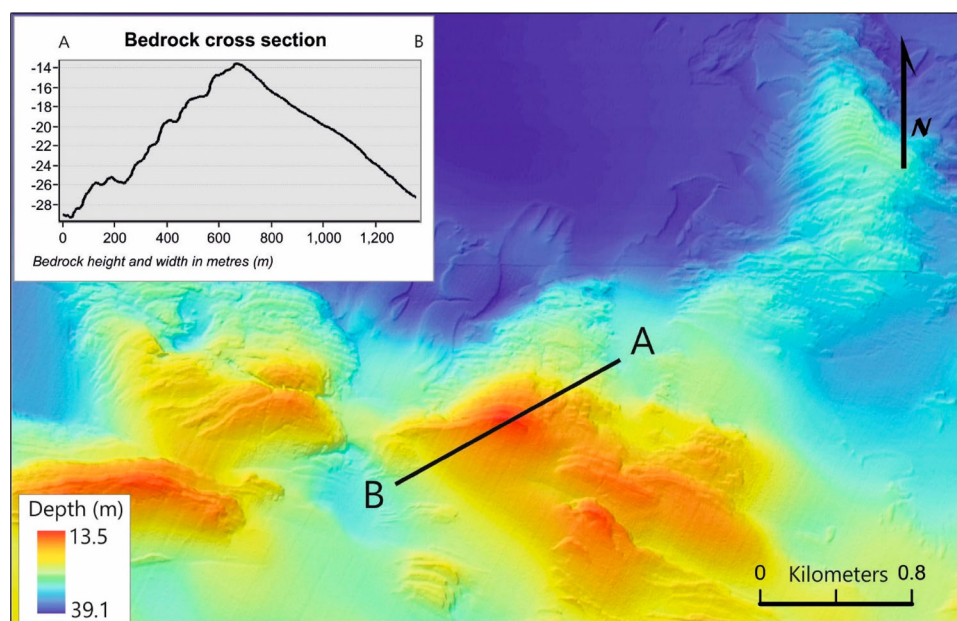 A Bedrock cross section B
-14
-16
-18
-20
-22
-24
-26
-28
0 200 400 600 800 1,000 1,200
Bedrock height and width in metres (m)
N
A
B
Depth (m)
13.5
39.1
0 Kilometers 0.8